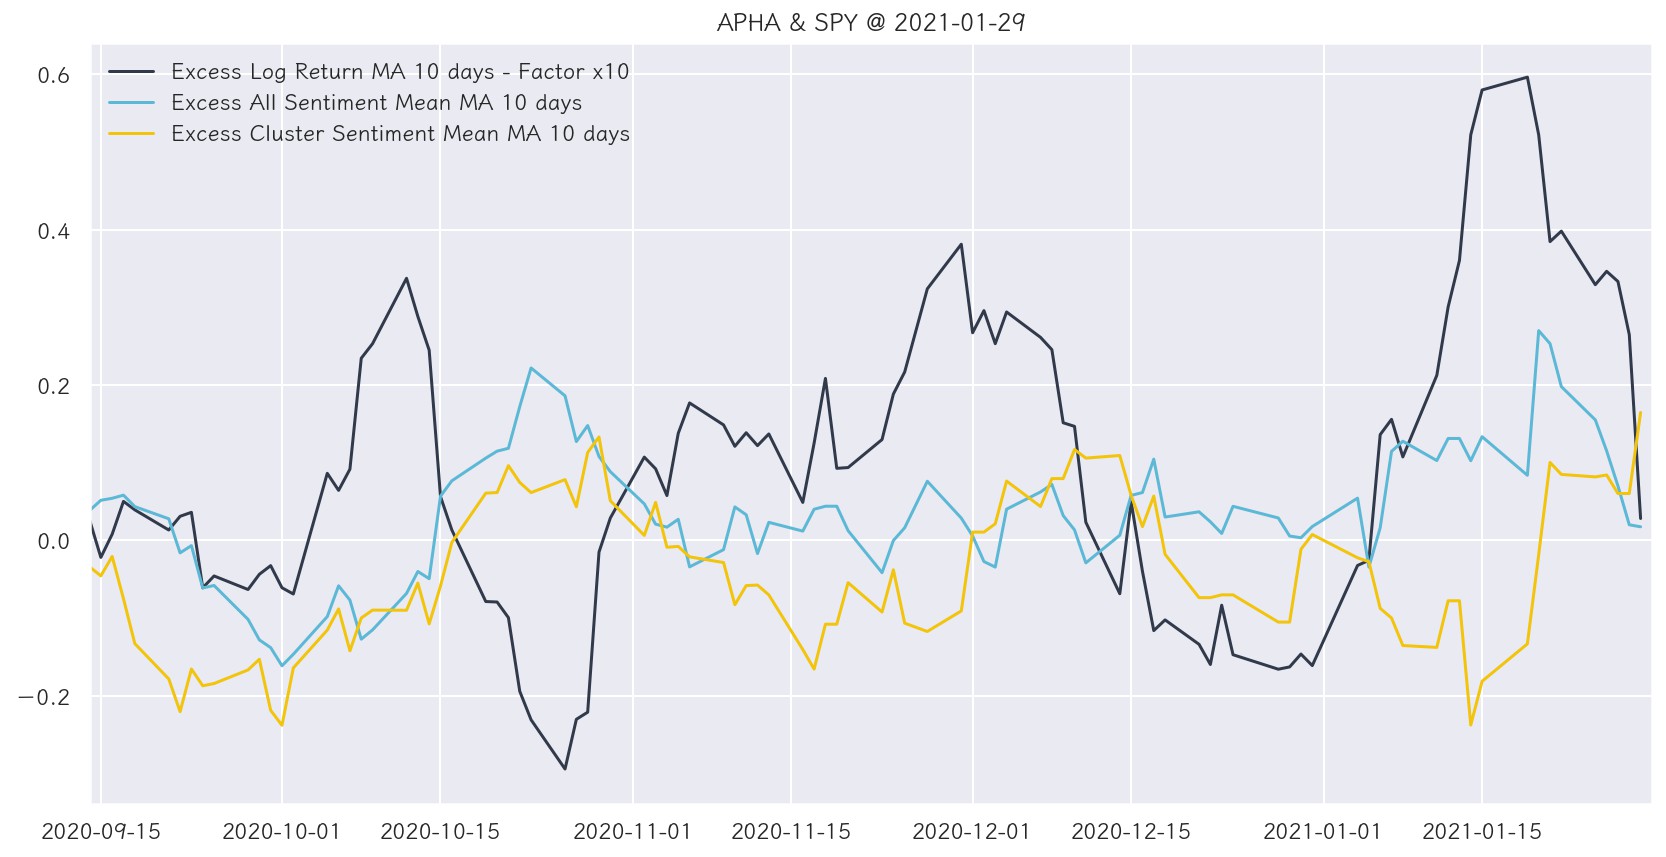 APHA & SPY @ 2021-01-29
Excess Log Return MA 10 days - Factor x10
Excess All Sentiment Mean MA 10 days
Excess Cluster Sentiment Mean MA 10 days
0.6
0.4
0.2
0.0
−0.2
2020-09-15 2020-10-01 2020-10-15 2020-11-01 2020-11-15 2020-12-01 2020-12-15 2021-01-01 2021-01-15